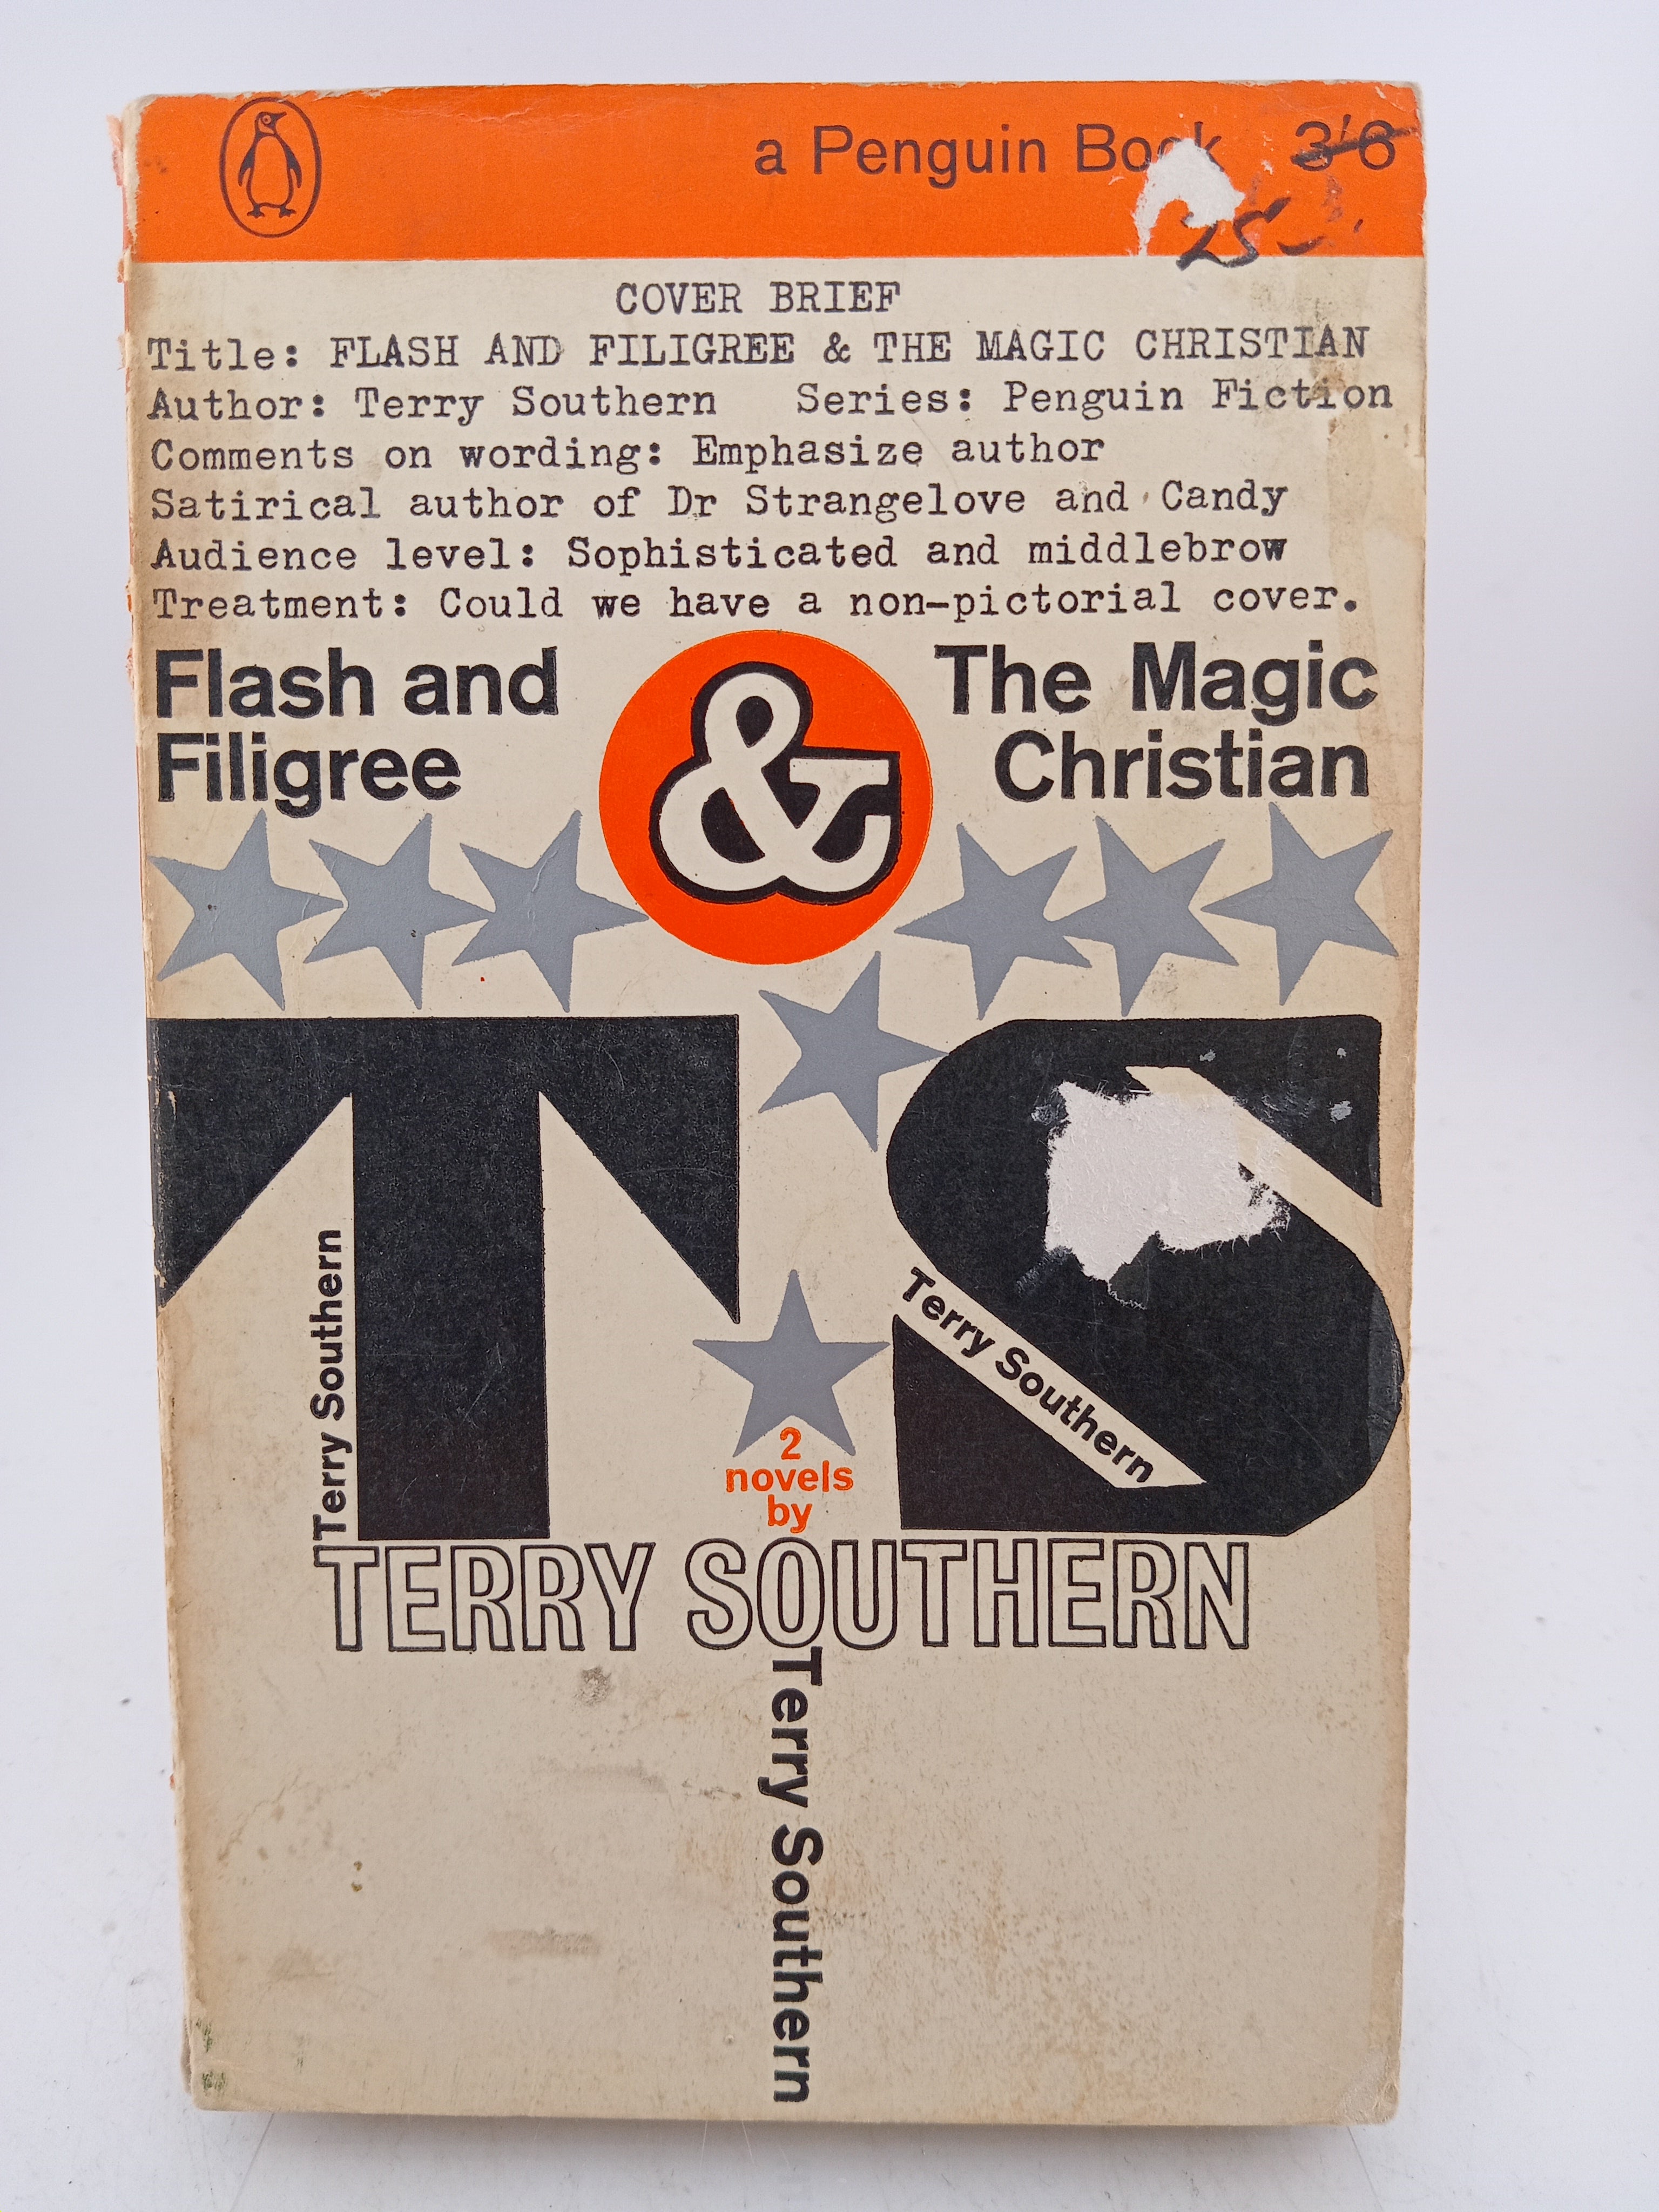 a Penguin Book 3/6
25-
COVER BRIEF
Title: FLASH AND FILIGREE & THE MAGIC CHRISTIAN
Author: Terry Southern Series: Penguin Fiction
Comments on wording: Emphasize author
Satirical author of Dr Strangelove and Candy
Audience level: Sophisticated and middlebrow
Treatment: Could we have a non-pictorial cover.
Flash and
Filigree
&
The Magic
Christian
TS
Terry Southern
Terry Southern
2
novels
by
TERRY SOUTHERN
Terry Southern